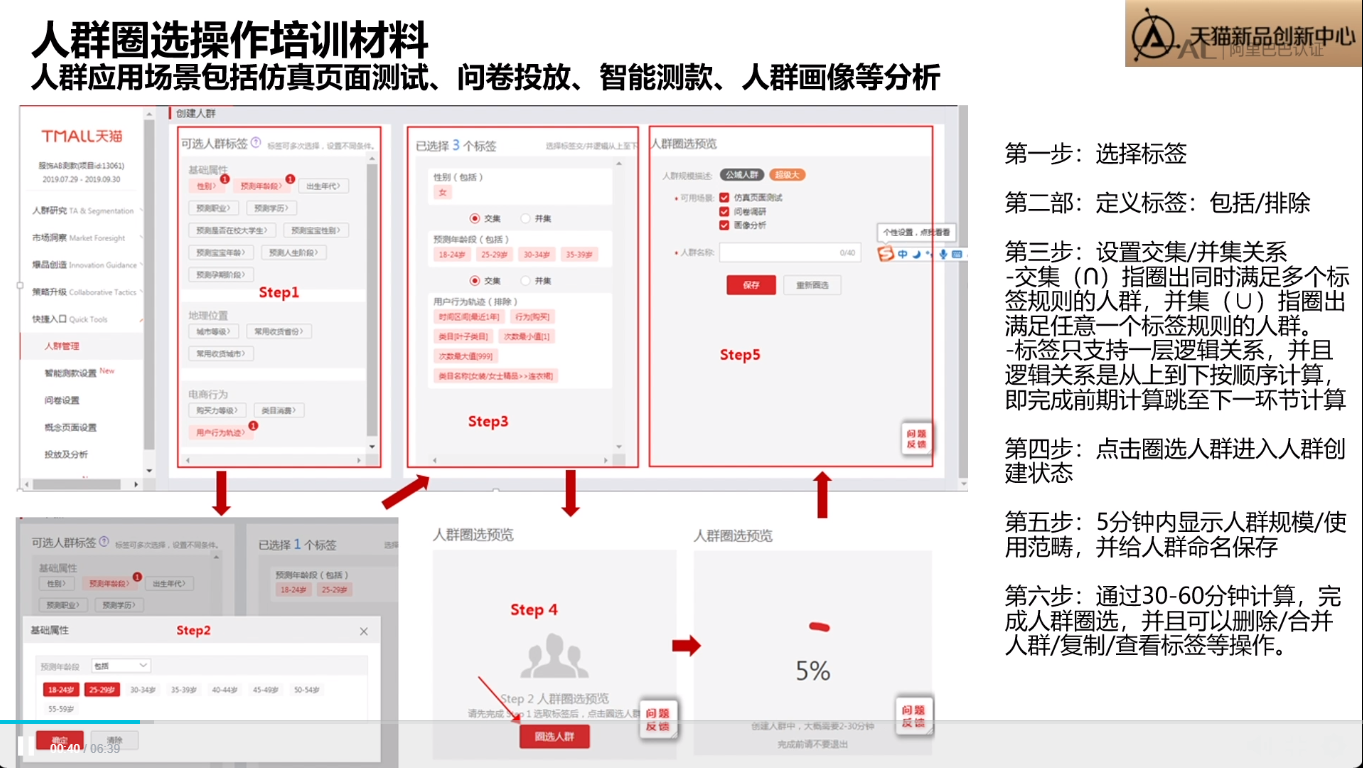 人群圈选操作培训材料
人群应用场景包括仿真页面测试、问卷投放、智能测款、人群画像等分析
天猫新品创新中心
阿里巴巴认证
TMALL天猫
服饰AB测款(项目id:13061)
2019.07.29 - 2019.09.30
人群研究 TA & Segmentation
市场洞察 Market Foresight
爆品创造 Innovation Guidance
策略升级 Collaborative Tactics
快捷入口 Quick Tools
人群管理
智能测款设置 New
问卷设置
概念页面设置
投放及分析
创建人群
可选人群标签 ? 标签可多次选择，设置不同条件。
基础属性
性别> 1 预测年龄段> 1 出生年代>
预测职业> 预测学历>
预测是否在校大学生> 预测宝宝性别>
预测宝宝年龄> 预测人生阶段>
预测孕期阶段>
Step1
地理位置
城市等级> 常用收货省份>
常用收货城市>
电商行为
购买力等级> 类目消费>
用户行为轨迹> 1
已选择 3 个标签 选择标签交/并逻辑从上至下
性别（包括）
女
交集 并集
预测年龄段（包括）
18-24岁 25-29岁 30-34岁 35-39岁
交集 并集
用户行为轨迹（排除）
时间区间[最近1年] 行为[购买]
类目[叶子类目] 次数最小值[1]
次数最大值[999]
类目名称[女装/女士精品>>连衣裙]
Step3
人群圈选预览
人群规模描述: 公域人群 超级大
*可用场景: 仿真页面测试
问卷调研
画像分析
*人群名称: 0/40
保存 重新圈选
个性设置，点我看看
中
Step5
问题
反馈
可选人群标签 ? 标签可多次选择，设置不同条件。
基础属性
性别> 预测年龄段> 1 出生年代>
预测职业> 预测学历>
已选择 1 个标签 选择
预测年龄段（包括）
18-24岁 25-29岁
基础属性 Step2
预测年龄段 包括
18-24岁 25-29岁 30-34岁 35-39岁 40-44岁 45-49岁 50-54岁
55-59岁
确定 清除
00:40 / 06:39
人群圈选预览
Step 4
Step 2 人群圈选预览
请先完成 Step 1 选取标签后，点击圈选人群
圈选人群
问题
反馈
人群圈选预览
5%
创建人群中，大概需要2-30分钟
完成前请不要退出
问题
反馈
第一步：选择标签
第二部：定义标签：包括/排除
第三步：设置交集/并集关系
-交集（∩）指圈出同时满足多个标
签规则的人群，并集（∪）指圈出
满足任意一个标签规则的人群。
-标签只支持一层逻辑关系，并且
逻辑关系是从上到下按顺序计算，
即完成前期计算跳至下一环节计算
第四步：点击圈选人群进入人群创
建状态
第五步：5分钟内显示人群规模/使
用范畴，并给人群命名保存
第六步：通过30-60分钟计算，完
成人群圈选，并且可以删除/合并
人群/复制/查看标签等操作。